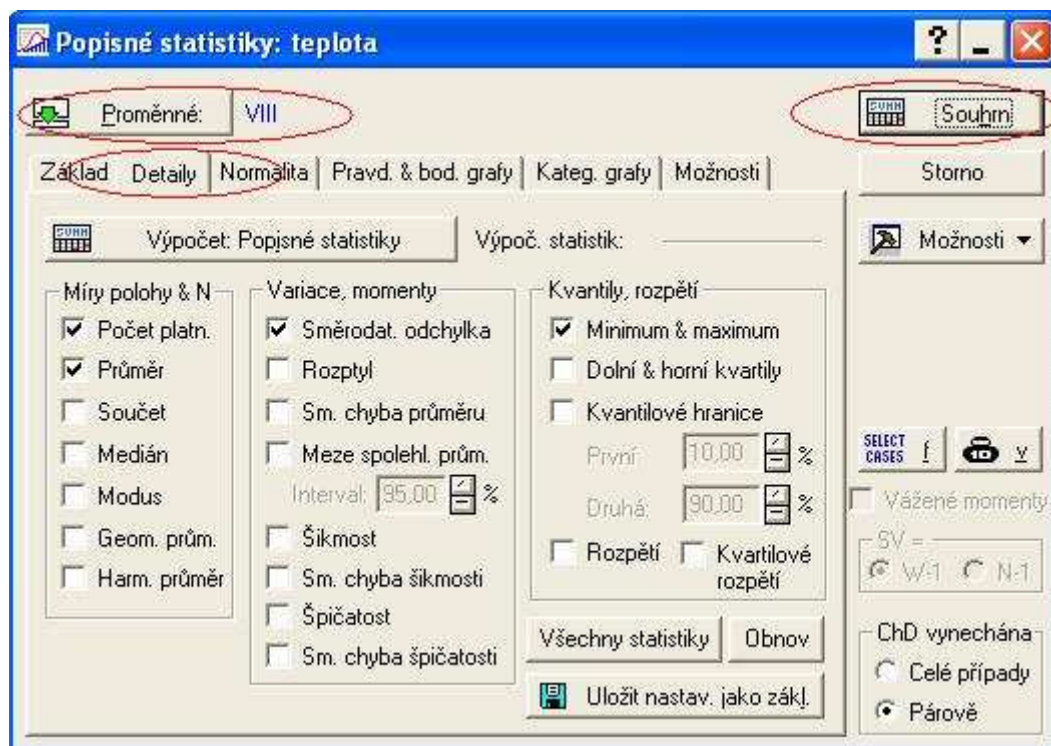 Popisné statistiky: teplota
Proměnné: VIII
Souhrn
Základ Detaily Normalita Pravd. & bod. grafy Kateg. grafy Možnosti
Storno
Výpočet: Popisné statistiky Výpoč. statistik:
Možnosti
Míry polohy & N
Počet platn.
Průměr
Součet
Medián
Modus
Geom. prům.
Harm. průměr
Variace, momenty
Směrodat. odchylka
Rozptyl
Sm. chyba průměru
Meze spolehl. prům.
Interval: 95,00 %
Šikmost
Sm. chyba šikmosti
Špičatost
Sm. chyba špičatosti
Kvantily, rozpětí
Minimum & maximum
Dolní & horní kvartily
Kvantilové hranice
První: 10,00 %
Druhá: 90,00 %
Rozpětí Kvartilové
rozpětí
Všechny statistiky Obnov
Uložit nastav. jako zákl.
SELECT
CASES f v
Vážené momenty
SV =
W-1 N-1
ChD vynechána
Celé případy
Párově